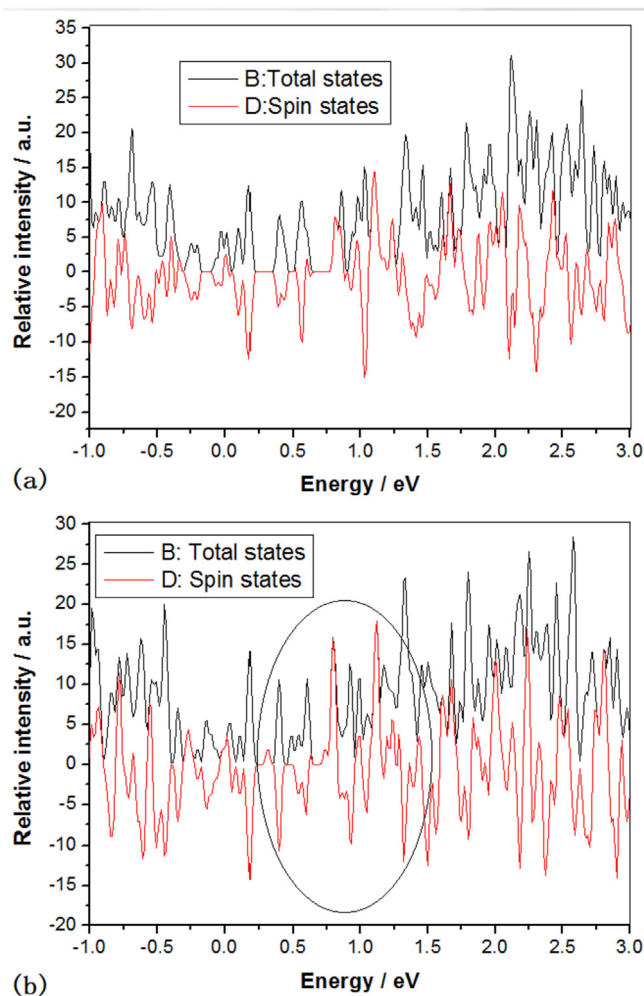 35
30
25
20
15
10
5
0
-5
-10
-15
-20
Relative intensity / a.u.
B:Total states
D:Spin states
-1.0 -0.5 0.0 0.5 1.0 1.5 2.0 2.5 3.0
Energy / eV
(a)
30
25
20
15
10
5
0
-5
-10
-15
-20
Relative intensity / a.u.
B: Total states
D: Spin states
-1.0 -0.5 0.0 0.5 1.0 1.5 2.0 2.5 3.0
Energy / eV
(b)